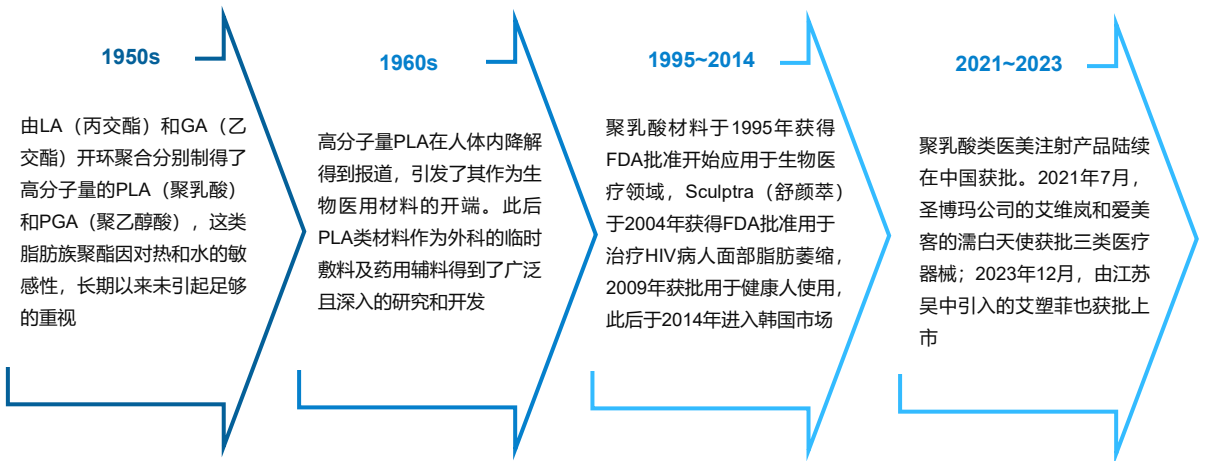 1950s
由LA（丙交酯）和GA（乙
交酯）开环聚合分别制得了
高分子量的PLA（聚乳酸）
和PGA（聚乙醇酸），这类
脂肪族聚酯因对热和水的敏
感性，长期以来未引起足够
的重视
1960s
高分子量PLA在人体内降解
得到报道，引发了其作为生
物医用材料的开端。此后
PLA类材料作为外科的临时
敷料及药用辅料得到了广泛
且深入的研究和开发
1995~2014
聚乳酸材料于1995年获得
FDA批准开始应用于生物医
疗领域，Sculptra（舒颜萃）
于2004年获得FDA批准用于
治疗HIV病人面部脂肪萎缩，
2009年获批用于健康人使用，
此后于2014年进入韩国市场
2021~2023
聚乳酸类医美注射产品陆续
在中国获批。2021年7月，
圣博玛公司的艾维岚和爱美
客的濡白天使获批三类医疗
器械；2023年12月，由江苏
吴中引入的艾塑菲也获批上
市